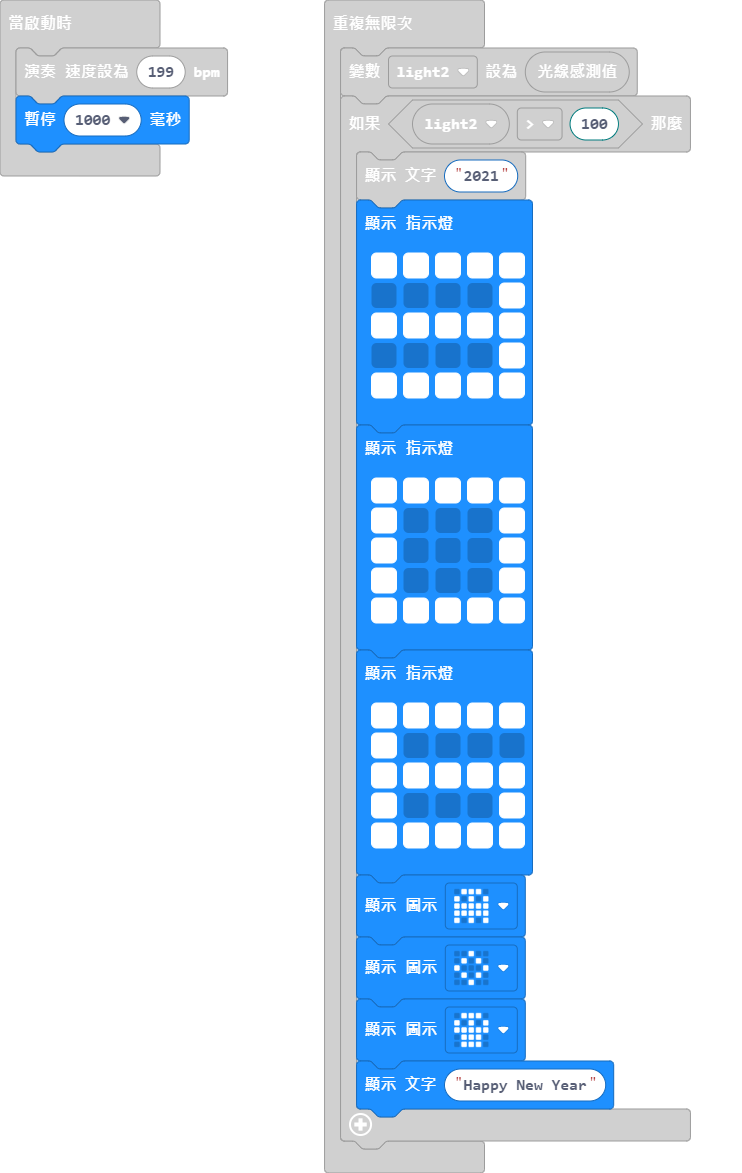 當啟動時
演奏 速度設為 199 bpm
暫停 1000 毫秒
重複無限次
變數 light2 設為 光線感測值
如果 light2 > 100 那麼
顯示 文字 "2021"
顯示 指示燈
顯示 指示燈
顯示 指示燈
顯示 圖示
顯示 圖示
顯示 圖示
顯示 文字 "Happy New Year"